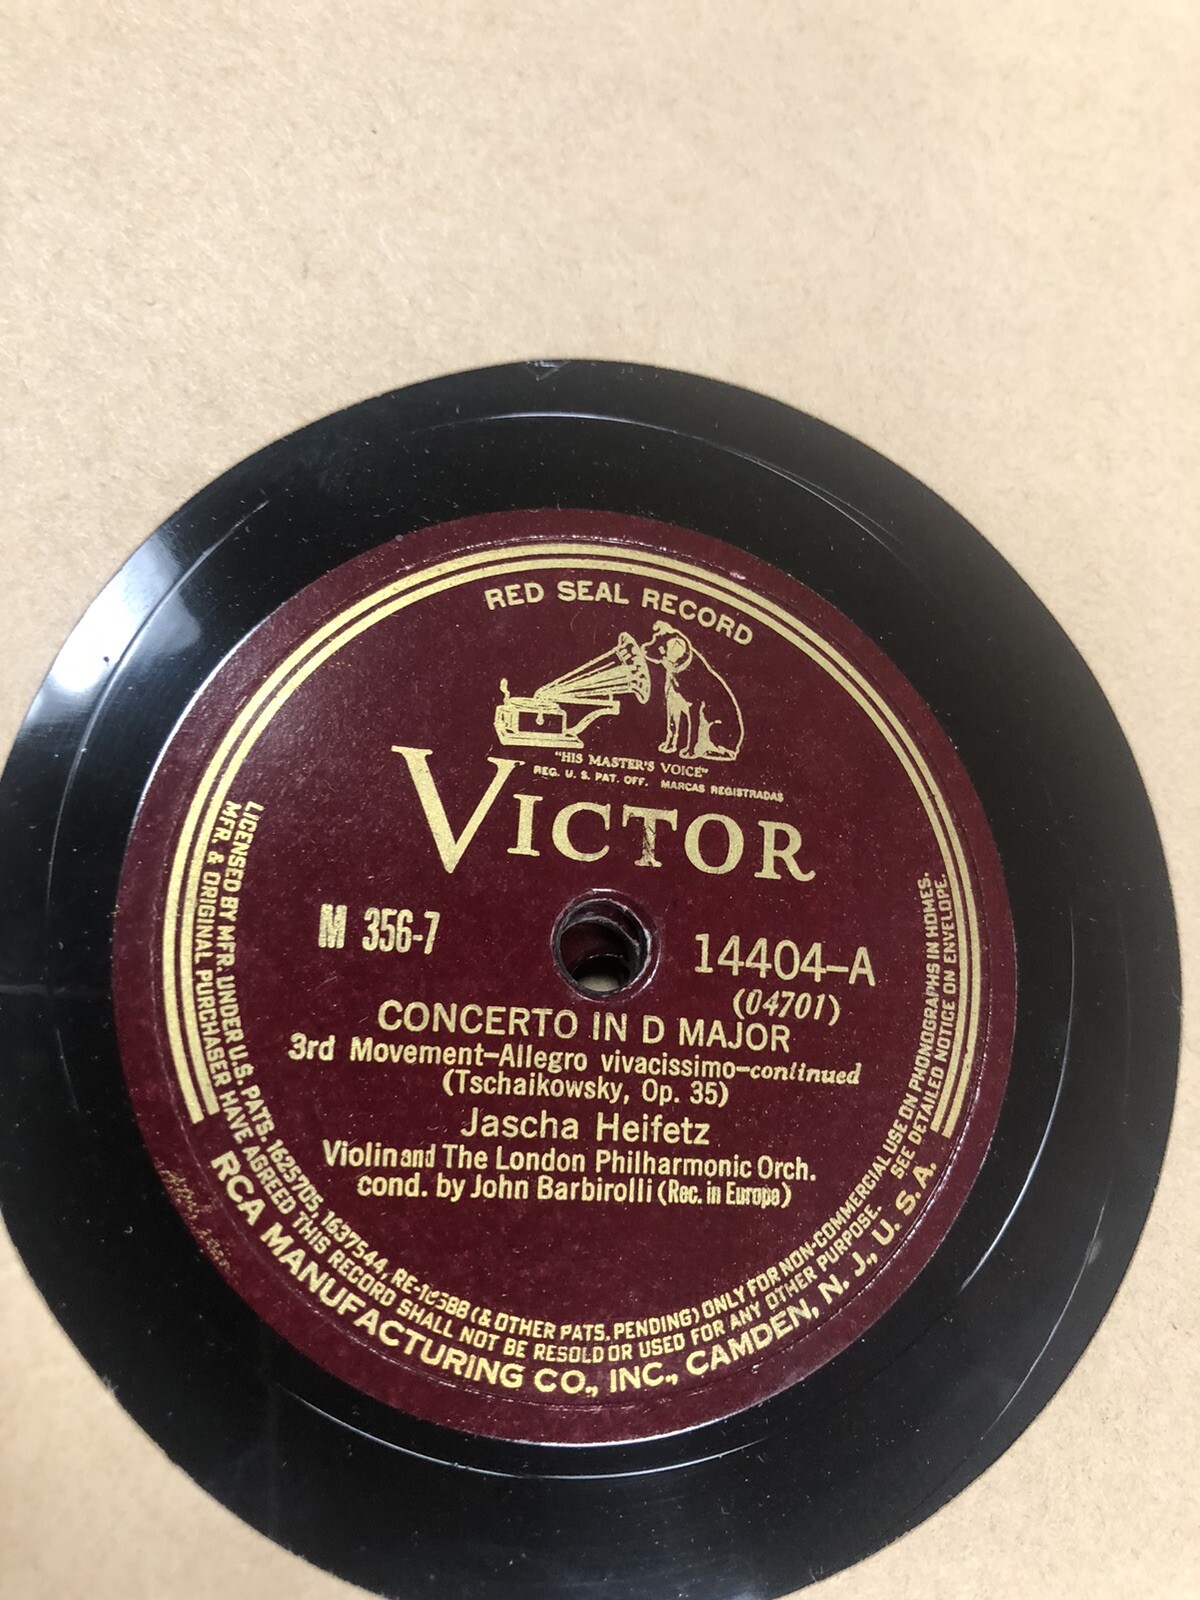 RED SEAL RECORD
"HIS MASTER'S VOICE"
REG. U. S. PAT. OFF. MARCAS REGISTRADAS
VICTOR
M 356-7
14404-A
(04701)
CONCERTO IN D MAJOR
3rd Movement-Allegro vivacissimo-continued
(Tschaikowsky, Op. 35)
Jascha Heifetz
Violin and The London Philharmonic Orch.
cond. by John Barbirolli (Rec. in Europe)
LICENSED BY MFR. UNDER U.S. PATS. 1625705, 1637544, RE-16588 (& OTHER PATS. PENDING) ONLY FOR NON-COMMERCIAL USE ON PHONOGRAPHS IN HOMES.
MFR. & ORIGINAL PURCHASER HAVE AGREED THIS RECORD SHALL NOT BE RESOLD OR USED FOR ANY OTHER PURPOSE. SEE DETAILED NOTICE ON ENVELOPE.
RCA MANUFACTURING CO., INC., CAMDEN, N. J., U. S. A.